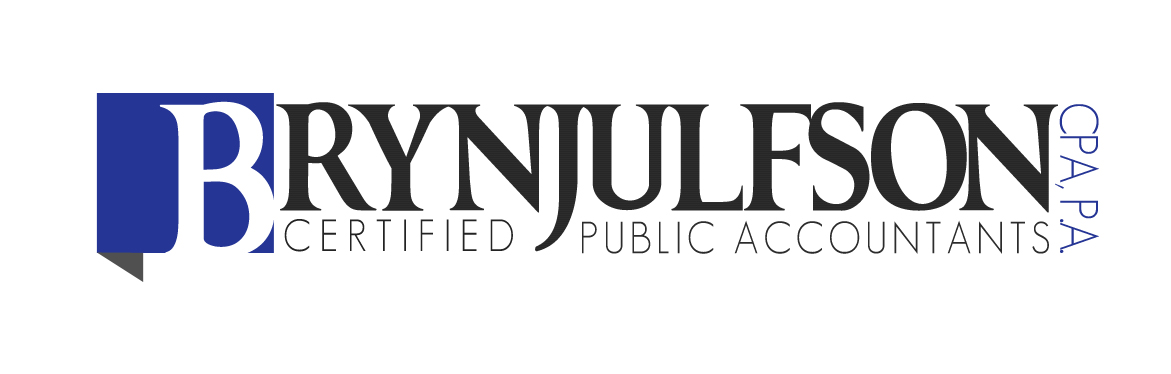 BRYNJULFSON
CERTIFIED PUBLIC ACCOUNTANTS
CPA, P.A.